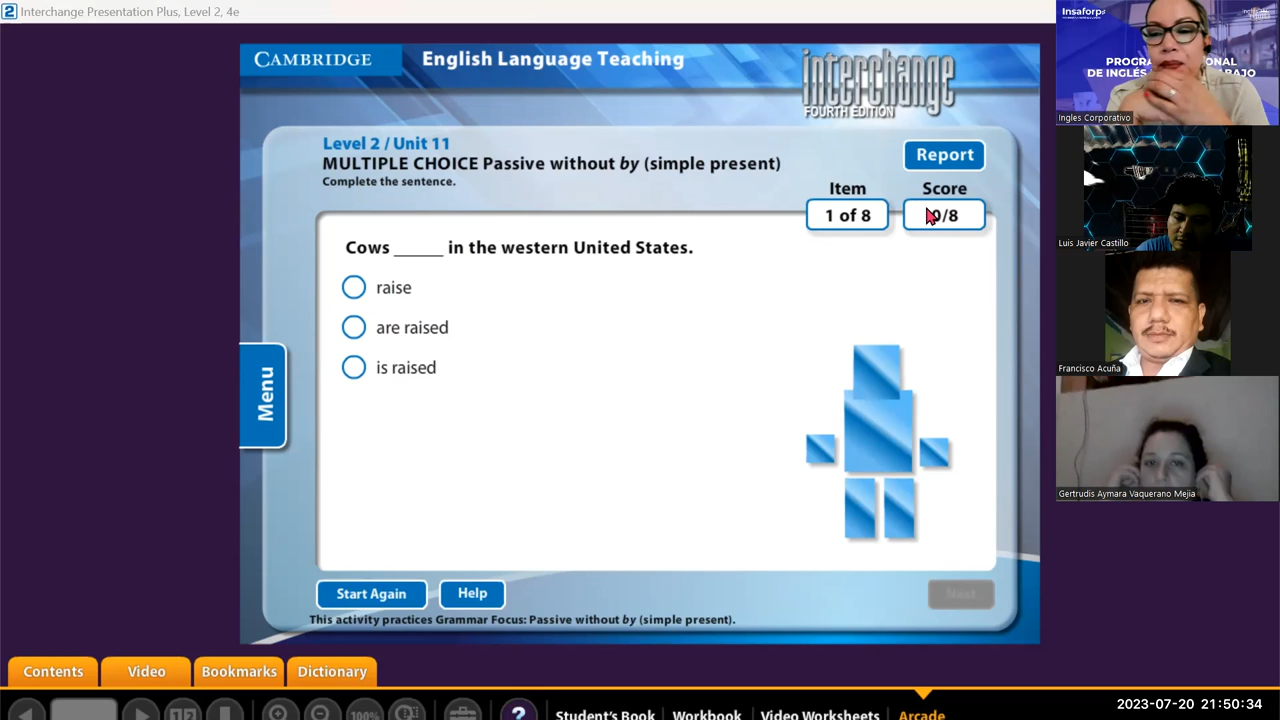 Interchange Presentation Plus, Level 2, 4e
CAMBRIDGE
English Language Teaching
interchange
FOURTH EDITION
Level 2 / Unit 11
MULTIPLE CHOICE Passive without by (simple present)
Complete the sentence.
Report
Item
Score
1 of 8
0/8
Cows _____ in the western United States.
raise
are raised
is raised
Menu
Start Again
Help
Next
This activity practices Grammar Focus: Passive without by (simple present).
Contents
Video
Bookmarks
Dictionary
100%
?
Student's Book
Workbook
Video Worksheets
Arcade
Insaforp
Ingles Corporativo
Luis Javier Castillo
Francisco Acuña
Gertrudis Aymara Vaquerano Mejia
2023-07-20 21:50:34